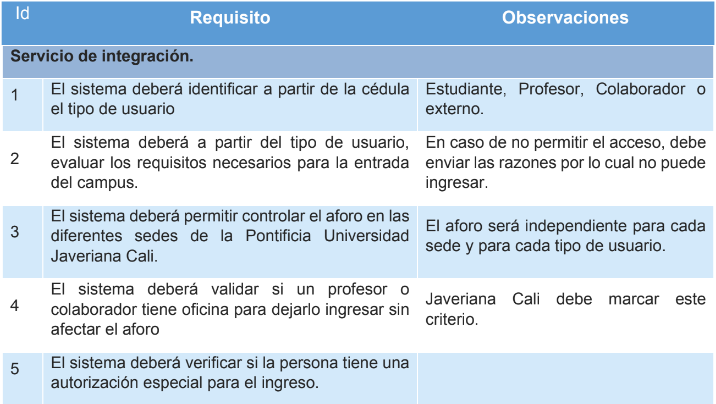 Id Requisito Observaciones
Servicio de integración.
1 El sistema deberá identificar a partir de la cédula el tipo de usuario Estudiante, Profesor, Colaborador o externo.
2 El sistema deberá a partir del tipo de usuario, evaluar los requisitos necesarios para la entrada del campus. En caso de no permitir el acceso, debe enviar las razones por lo cual no puede ingresar.
3 El sistema deberá permitir controlar el aforo en las diferentes sedes de la Pontificia Universidad Javeriana Cali. El aforo será independiente para cada sede y para cada tipo de usuario.
4 El sistema deberá validar si un profesor o colaborador tiene oficina para dejarlo ingresar sin afectar el aforo Javeriana Cali debe marcar este criterio.
5 El sistema deberá verificar si la persona tiene una autorización especial para el ingreso.